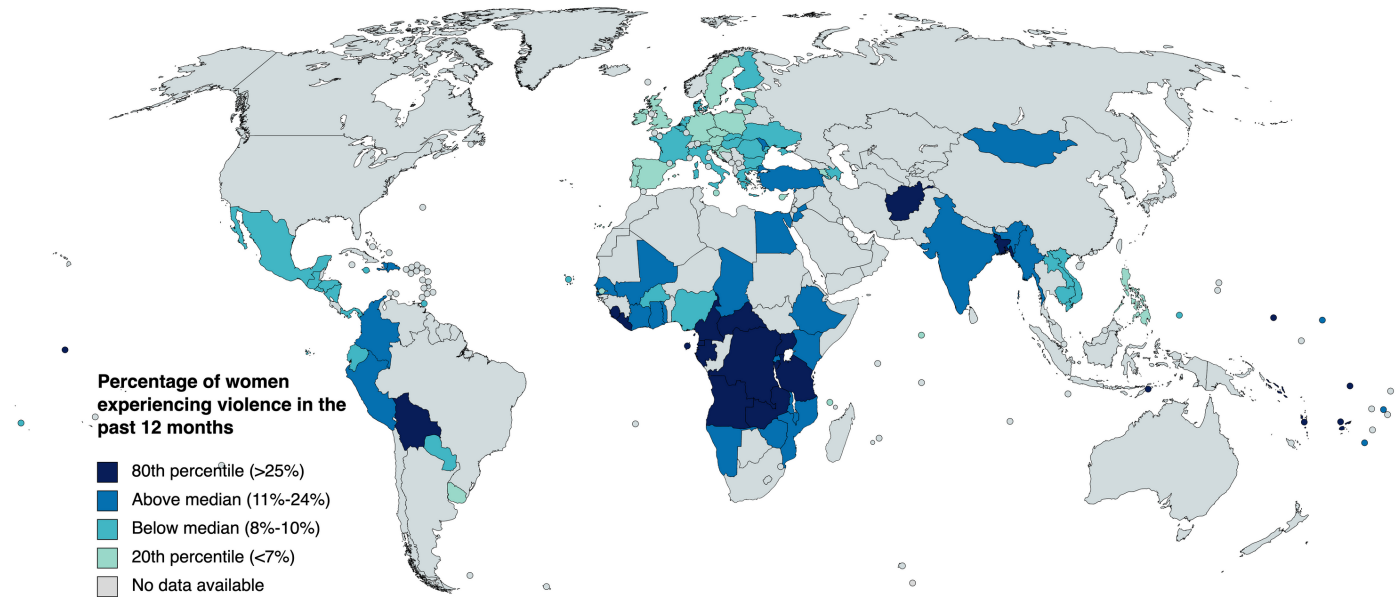 Percentage of women
experiencing violence in the
past 12 months
80th percentile (>25%)
Above median (11%-24%)
Below median (8%-10%)
20th percentile (<7%)
No data available